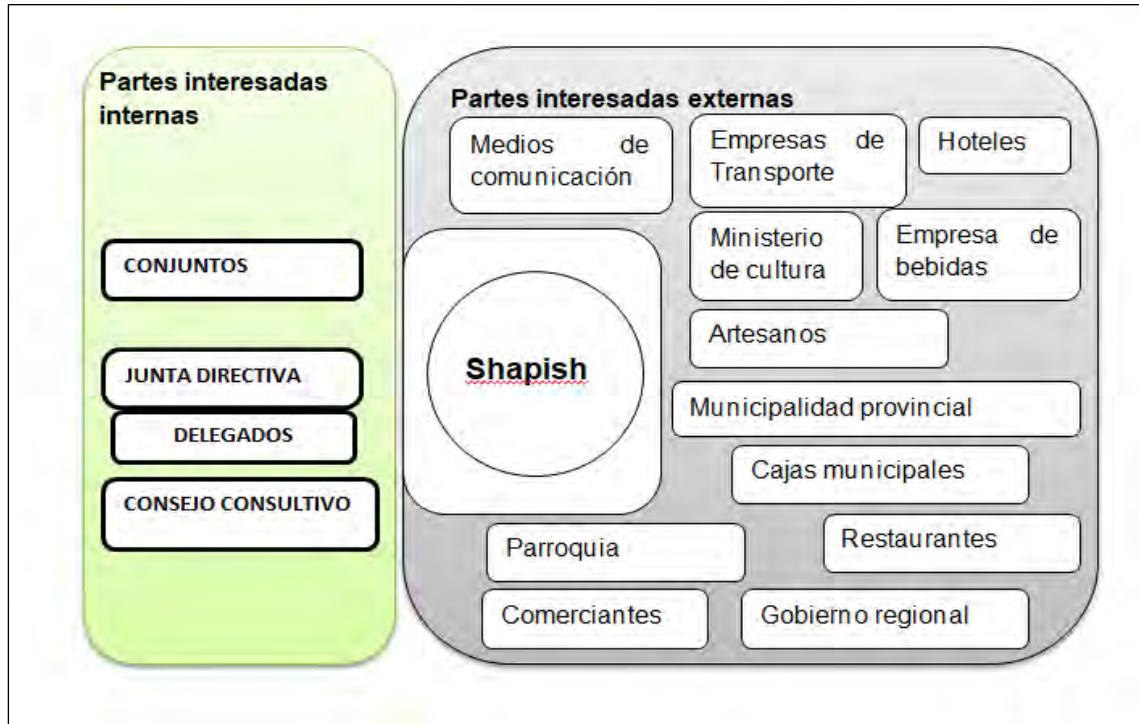 Partes interesadas
internas
CONJUNTOS
JUNTA DIRECTIVA
DELEGADOS
CONSEJO CONSULTIVO
Partes interesadas externas
Medios de
comunicación
Empresas de
Transporte
Hoteles
Ministerio
de cultura
Empresa de
bebidas
Artesanos
Shapish
Municipalidad provincial
Cajas municipales
Parroquia
Restaurantes
Comerciantes
Gobierno regional